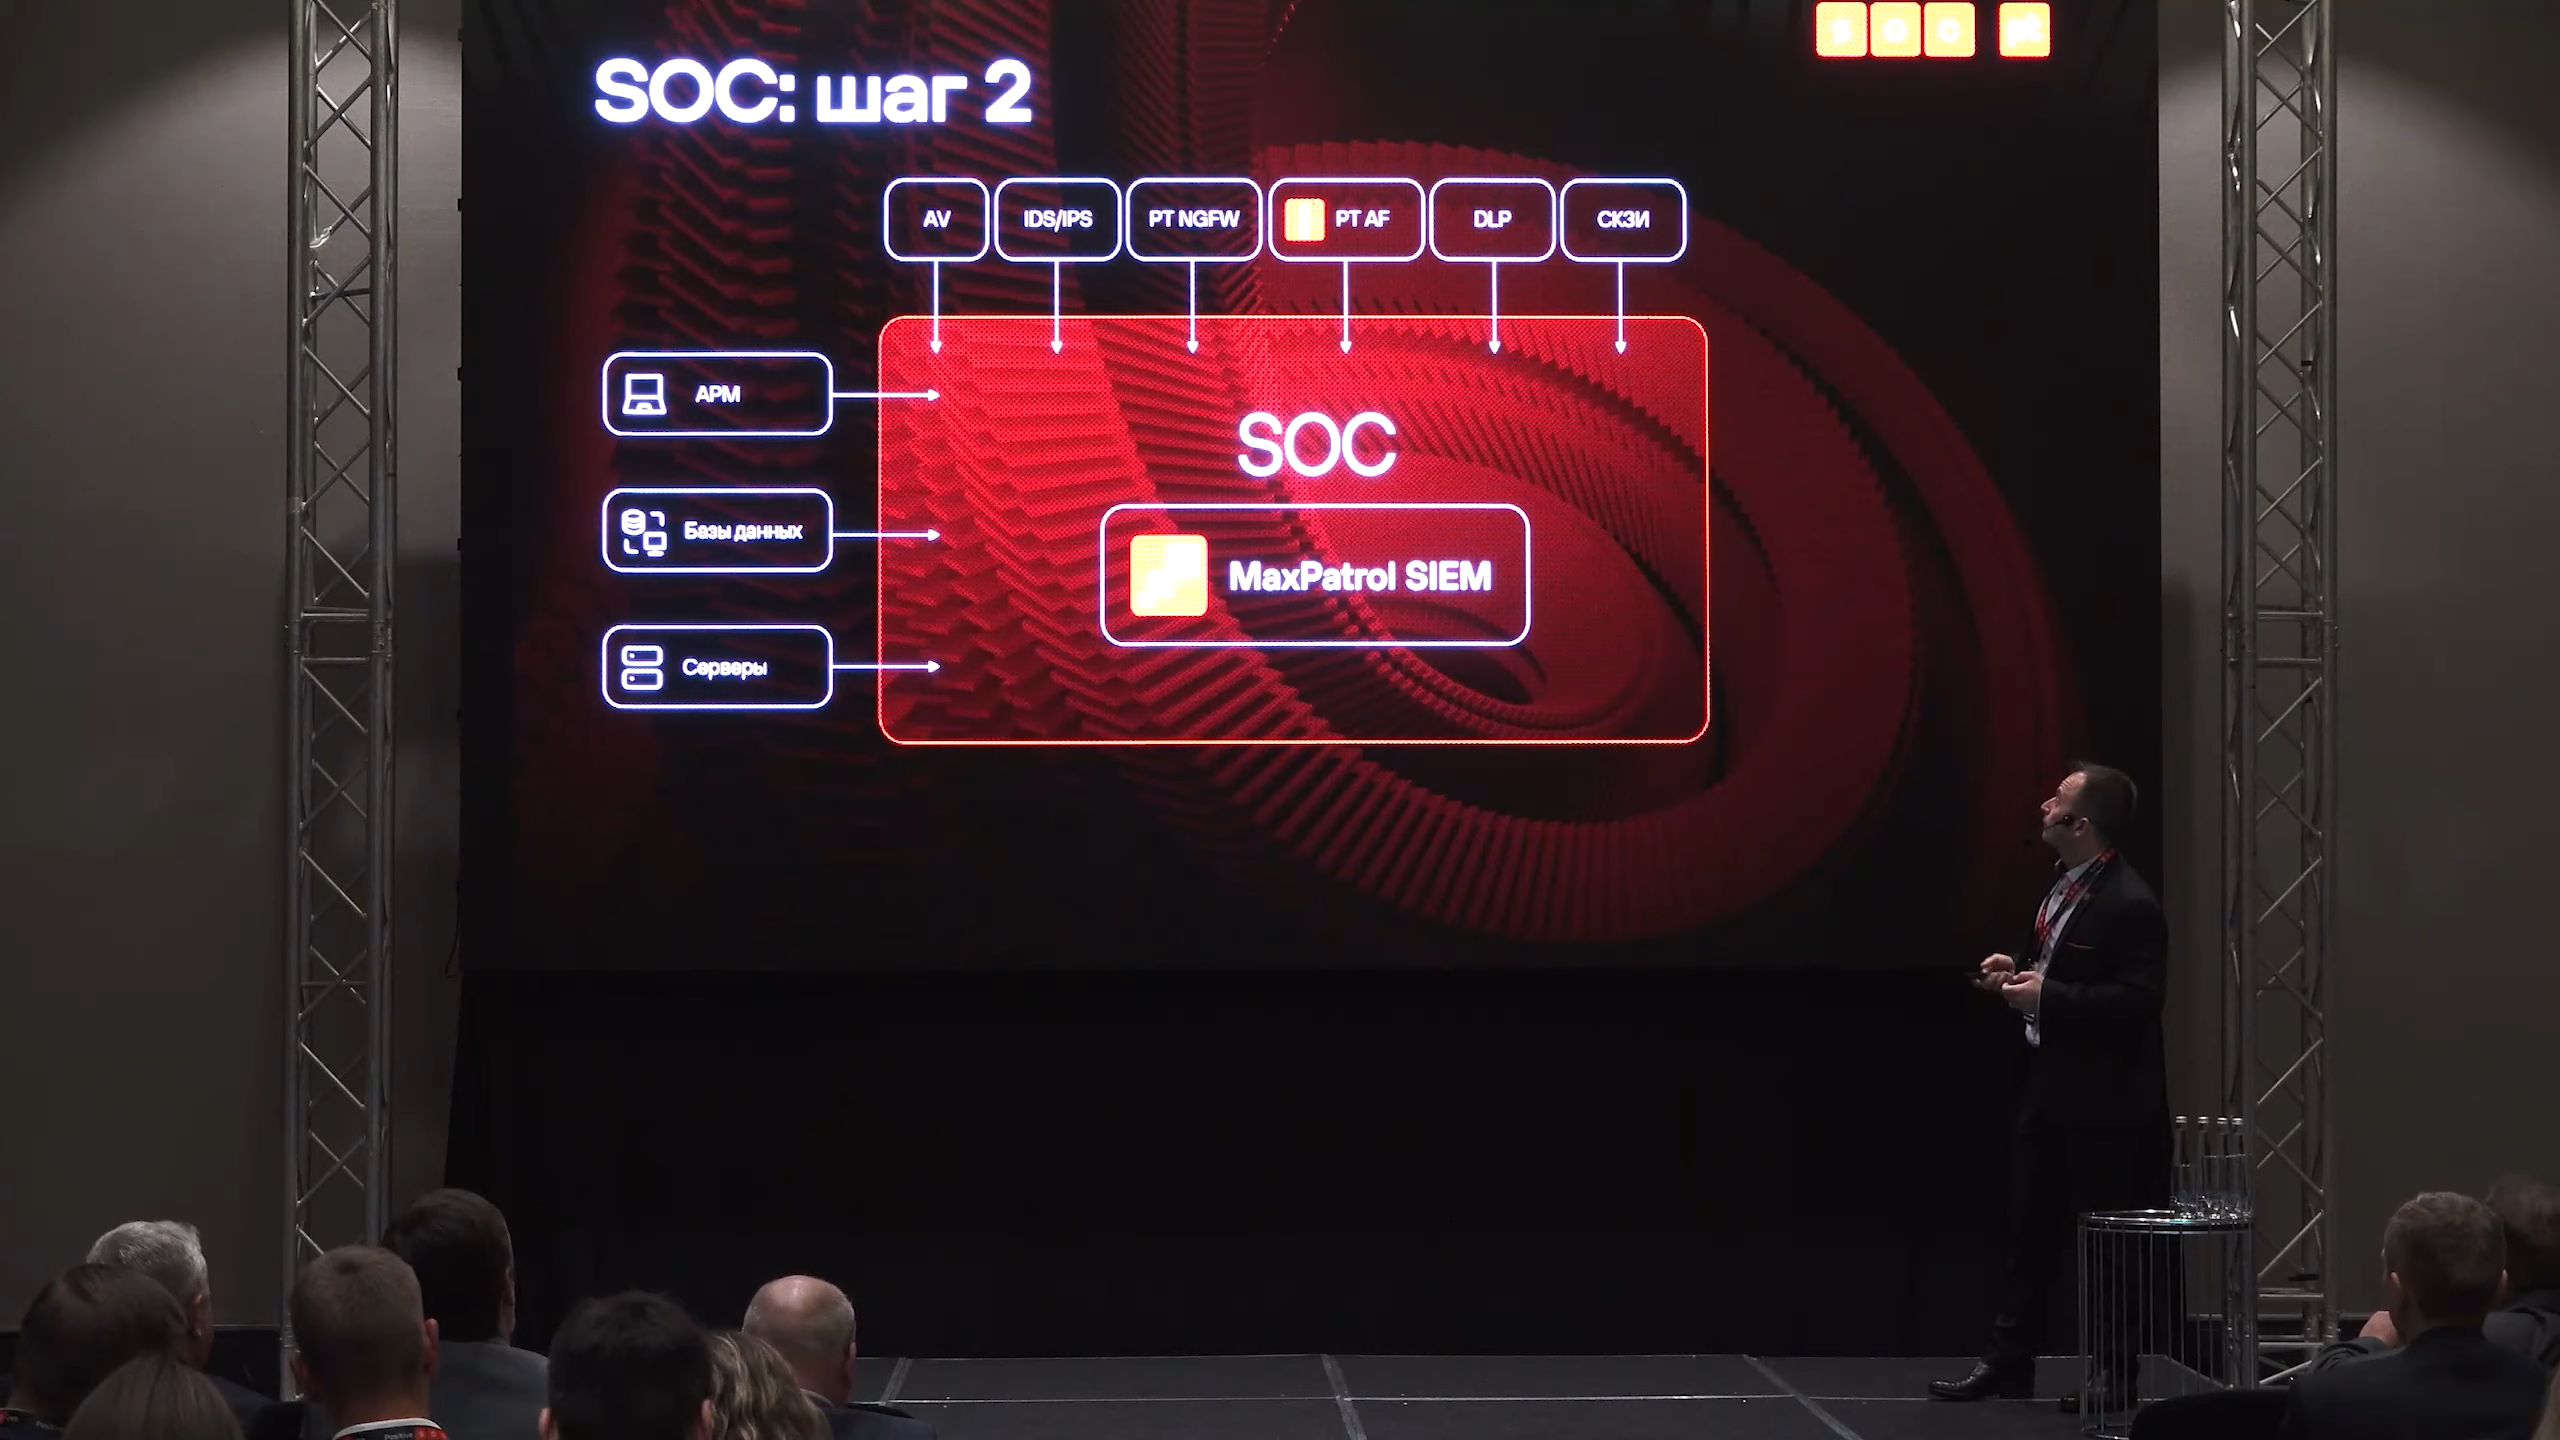 SOC: шаг 2
AV
IDS/IPS
PT NGFW
PT AF
DLP
СКЗИ
АРМ
Базы данных
Серверы
SOC
MaxPatrol SIEM
Positive